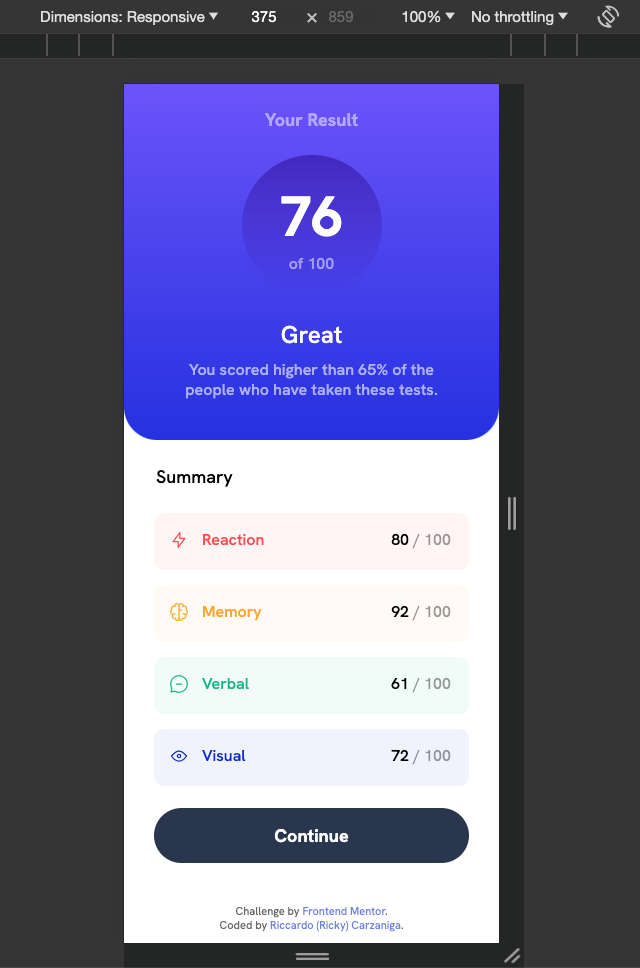 Dimensions: Responsive ▼ 375 × 859 100% ▼ No throttling ▼
Your Result
76
of 100
Great
You scored higher than 65% of the
people who have taken these tests.
Summary
Reaction 80 / 100
Memory 92 / 100
Verbal 61 / 100
Visual 72 / 100
Continue
Challenge by Frontend Mentor.
Coded by Riccardo (Ricky) Carzaniga.